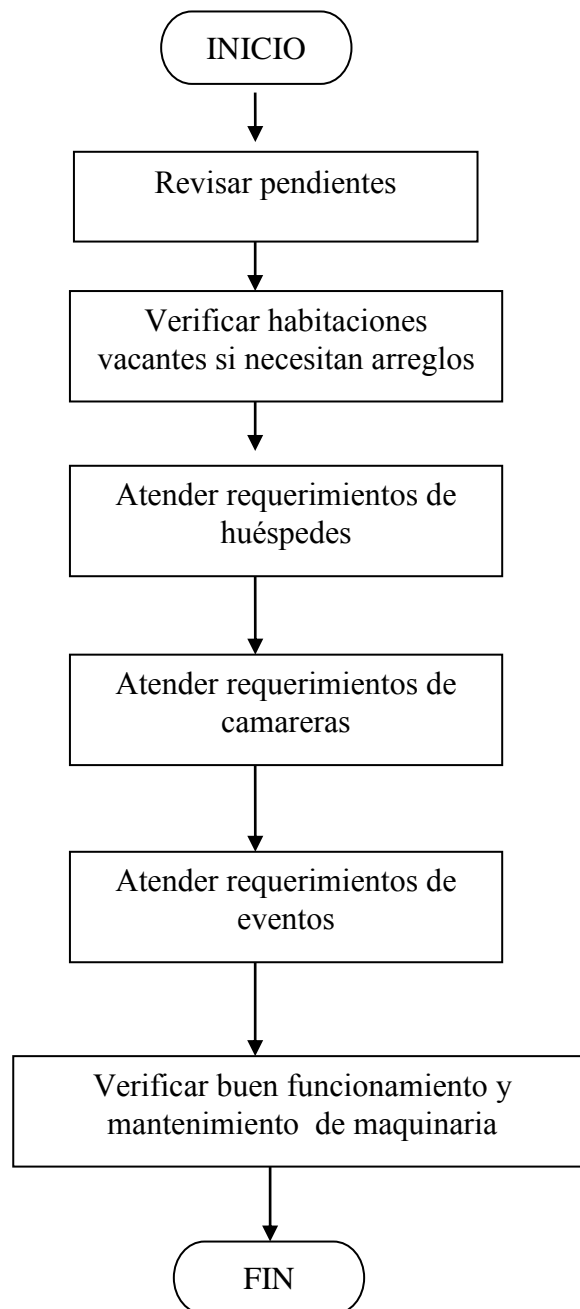 INICIO
Revisar pendientes
Verificar habitaciones
vacantes si necesitan arreglos
Atender requerimientos de
huéspedes
Atender requerimientos de
camareras
Atender requerimientos de
eventos
Verificar buen funcionamiento y
mantenimiento  de maquinaria
FIN